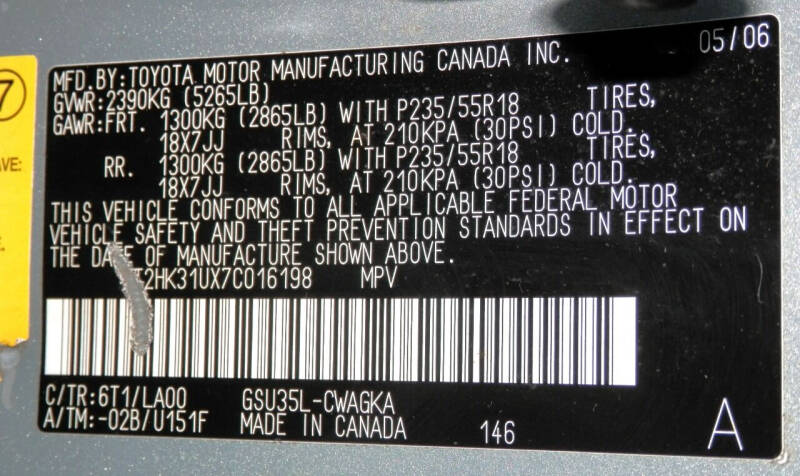 MFD. BY: TOYOTA MOTOR MANUFACTURING CANADA INC. 05/06
GVWR: 2390KG (5265LB)
GAWR: FRT. 1300KG (2865LB) WITH P235/55R18 TIRES,
18X7JJ RIMS, AT 210KPA (30PSI) COLD.
RR. 1300KG (2865LB) WITH P235/55R18 TIRES,
18X7JJ RIMS, AT 210KPA (30PSI) COLD.
THIS VEHICLE CONFORMS TO ALL APPLICABLE FEDERAL MOTOR
VEHICLE SAFETY AND THEFT PREVENTION STANDARDS IN EFFECT ON
THE DATE OF MANUFACTURE SHOWN ABOVE.
2HK31UX7C016198 MPV
C/TR: 6T1/LA00 GSU35L-CWAGKA
A/TM: -02B/U151F MADE IN CANADA 146 A
7
AVE: